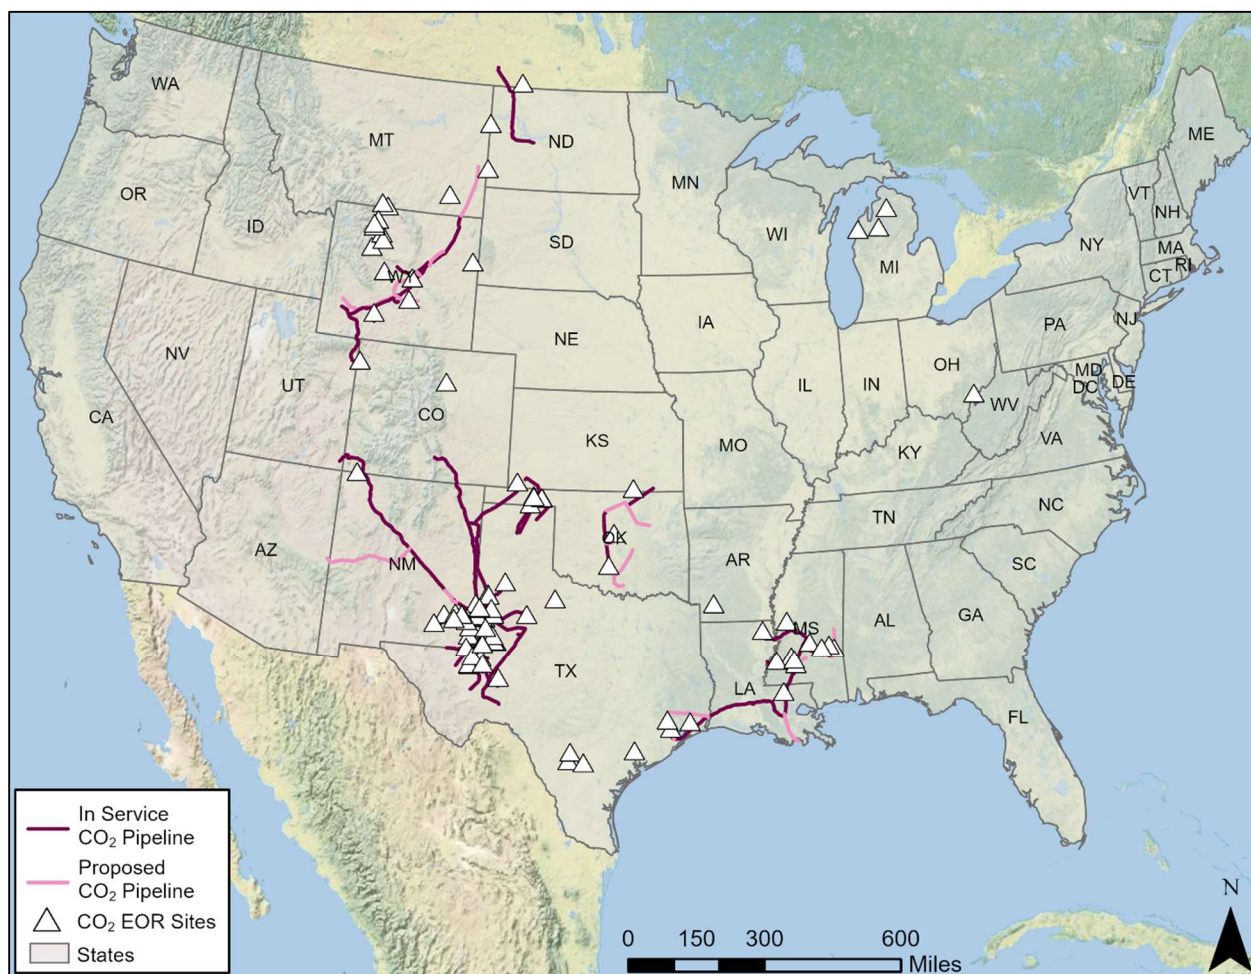 WA
MT
ND
ME
OR
MN
VT
NH
ID
WI
SD
NY
MA
MI
CT
RI
WY
IA
PA
NJ
NE
NV
OH
MD
UT
IL
IN
DE
DC
CO
WV
CA
KS
MO
VA
KY
NC
TN
OK
AZ
AR
NM
SC
MS
AL
GA
TX
LA
FL
In Service
CO₂ Pipeline
Proposed
CO₂ Pipeline
CO₂ EOR Sites
States
N
0 150 300 600
Miles